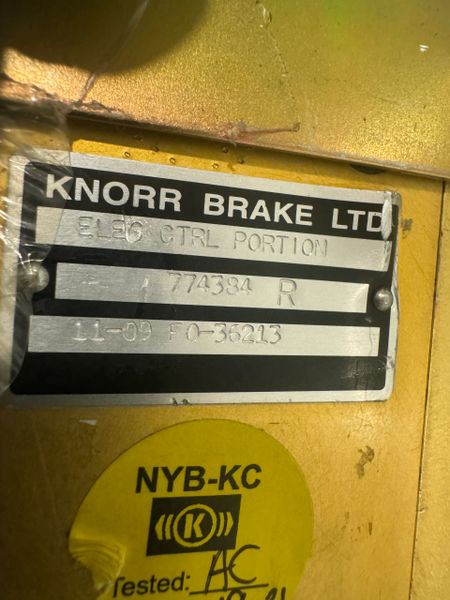 KNORR BRAKE LTD
ELEC CTRL PORTION
774384 R
11-09 FO-36213
NYB-KC
K
Tested: AC